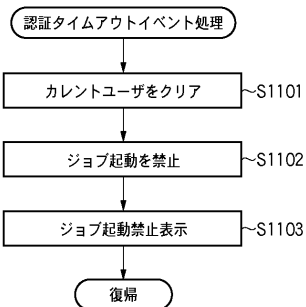 認証タイムアウトイベント処理
カレントユーザをクリア ～S1101
ジョブ起動を禁止 ～S1102
ジョブ起動禁止表示 ～S1103
復帰